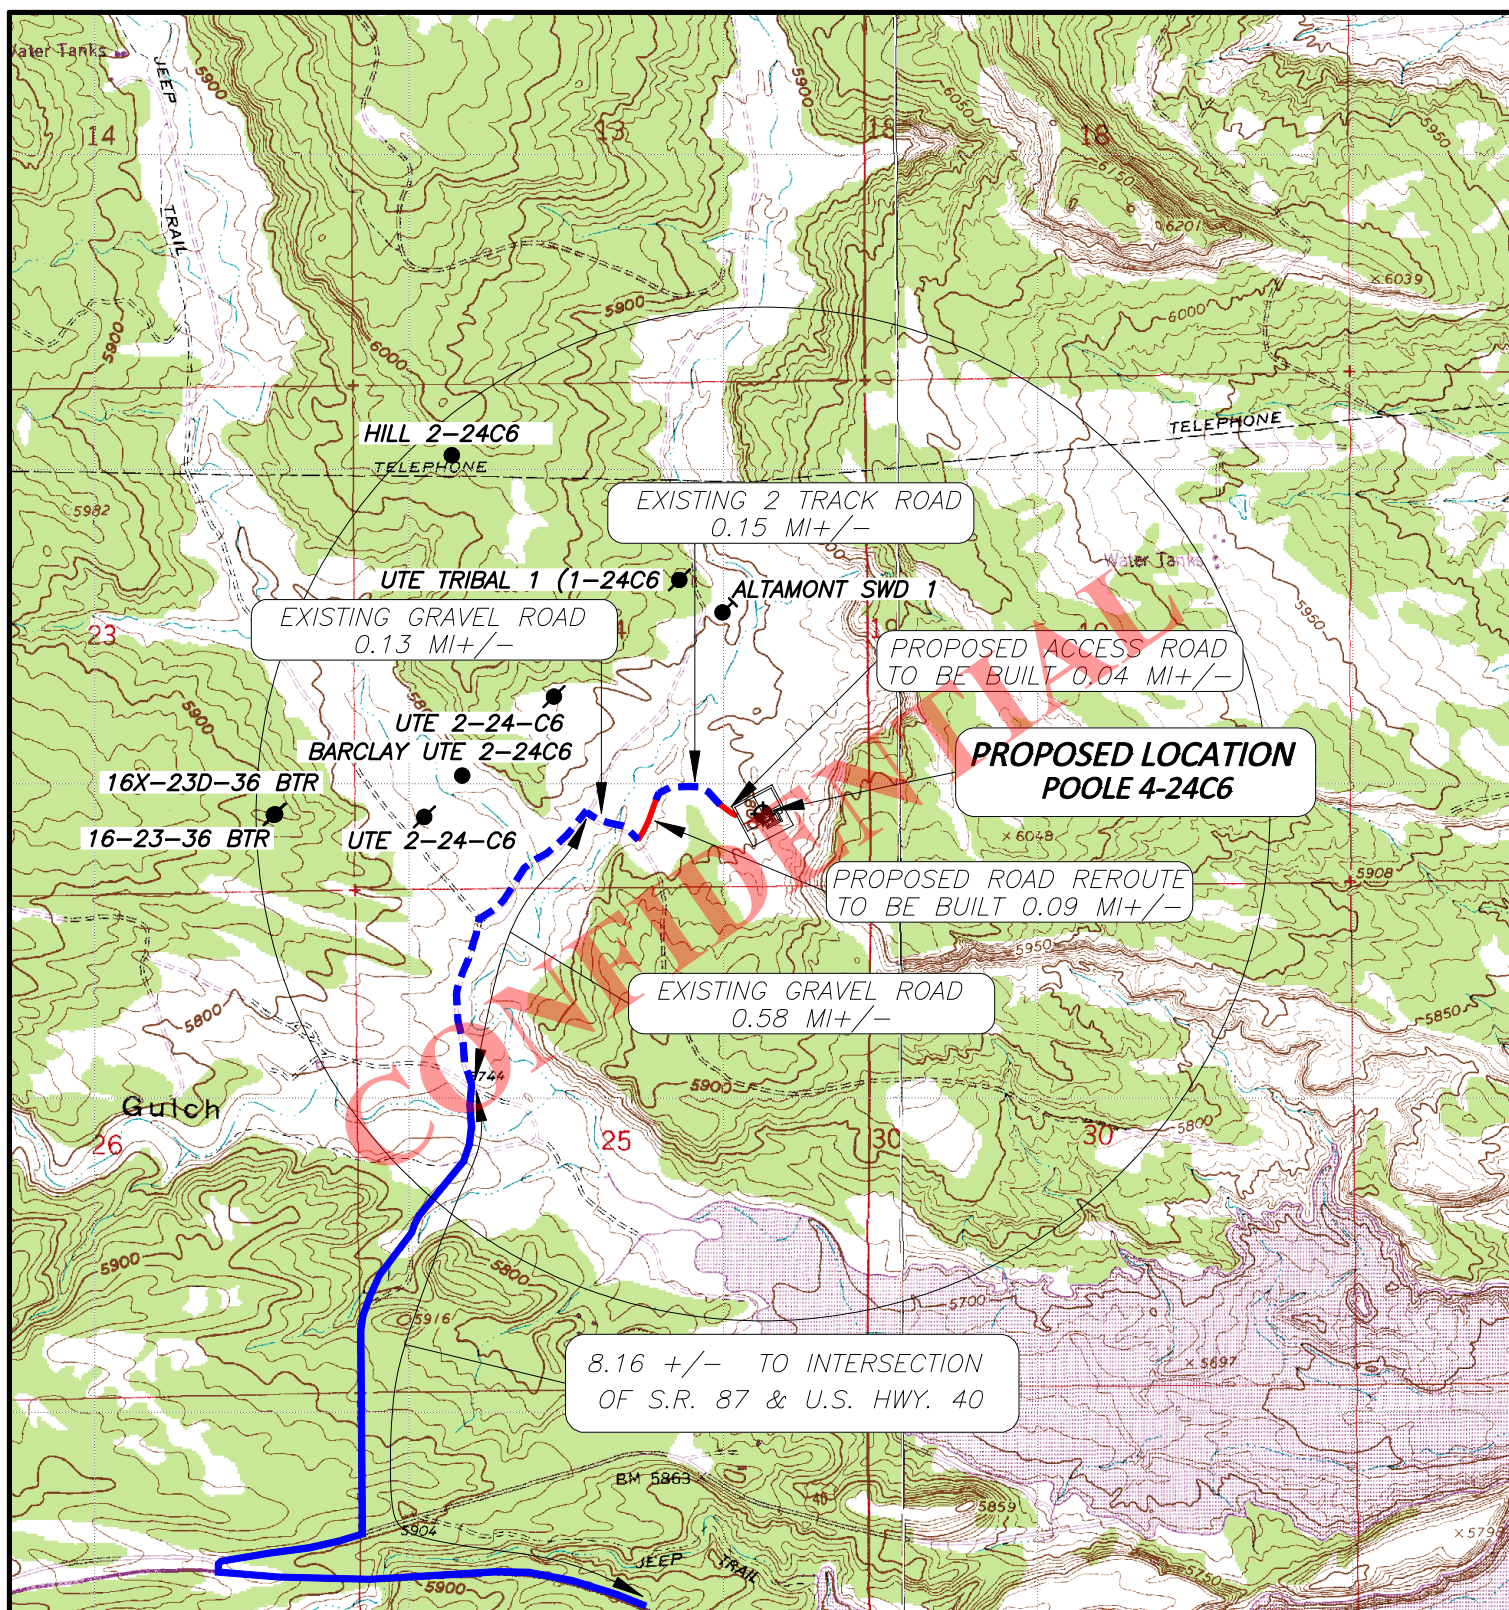 Water Tanks
JEEP
TRAIL
5900
5900
14
13
18
18
6050
5950
6150
6201
×6039
6000
5900
5900
6000
HILL 2-24C6
TELEPHONE
TELEPHONE
5982
EXISTING 2 TRACK ROAD
0.15 MI+/-
Water Tanks
UTE TRIBAL 1 (1-24C6
ALTAMONT SWD 1
5950
EXISTING GRAVEL ROAD
0.13 MI+/-
23
19
19
PROPOSED ACCESS ROAD
TO BE BUILT 0.04 MI+/-
5900
UTE 2-24-C6
BARCLAY UTE 2-24C6
PROPOSED LOCATION
POOLE 4-24C6
16X-23D-36 BTR
16-23-36 BTR
UTE 2-24-C6
×6048
5908
PROPOSED ROAD REROUTE
TO BE BUILT 0.09 MI+/-
5950
EXISTING GRAVEL ROAD
0.58 MI+/-
5800
5850
CONFIDENTIAL
5744
5900
Gulch
26
25
30
30
5800
5900
5800
5916
5700
8.16 +/- TO INTERSECTION
OF S.R. 87 & U.S. HWY. 40
×5697
BM 5863
40
5859
5904
JEEP
TRAIL
5900
5750